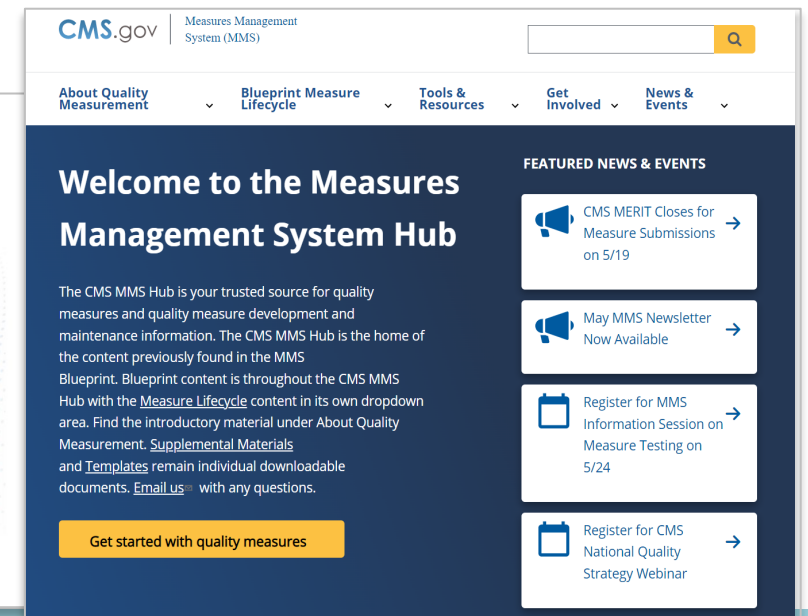 CMS.gov
Measures Management
System (MMS)
About Quality
Measurement
Blueprint Measure
Lifecycle
Tools &
Resources
Get
Involved
News &
Events
Welcome to the Measures
Management System Hub
The CMS MMS Hub is your trusted source for quality
measures and quality measure development and
maintenance information. The CMS MMS Hub is the home of
the content previously found in the MMS
Blueprint. Blueprint content is throughout the CMS MMS
Hub with the Measure Lifecycle content in its own dropdown
area. Find the introductory material under About Quality
Measurement. Supplemental Materials
and Templates remain individual downloadable
documents. Email us with any questions.
Get started with quality measures
FEATURED NEWS & EVENTS
CMS MERIT Closes for
Measure Submissions
on 5/19
May MMS Newsletter
Now Available
Register for MMS
Information Session on
Measure Testing on
5/24
Register for CMS
National Quality
Strategy Webinar